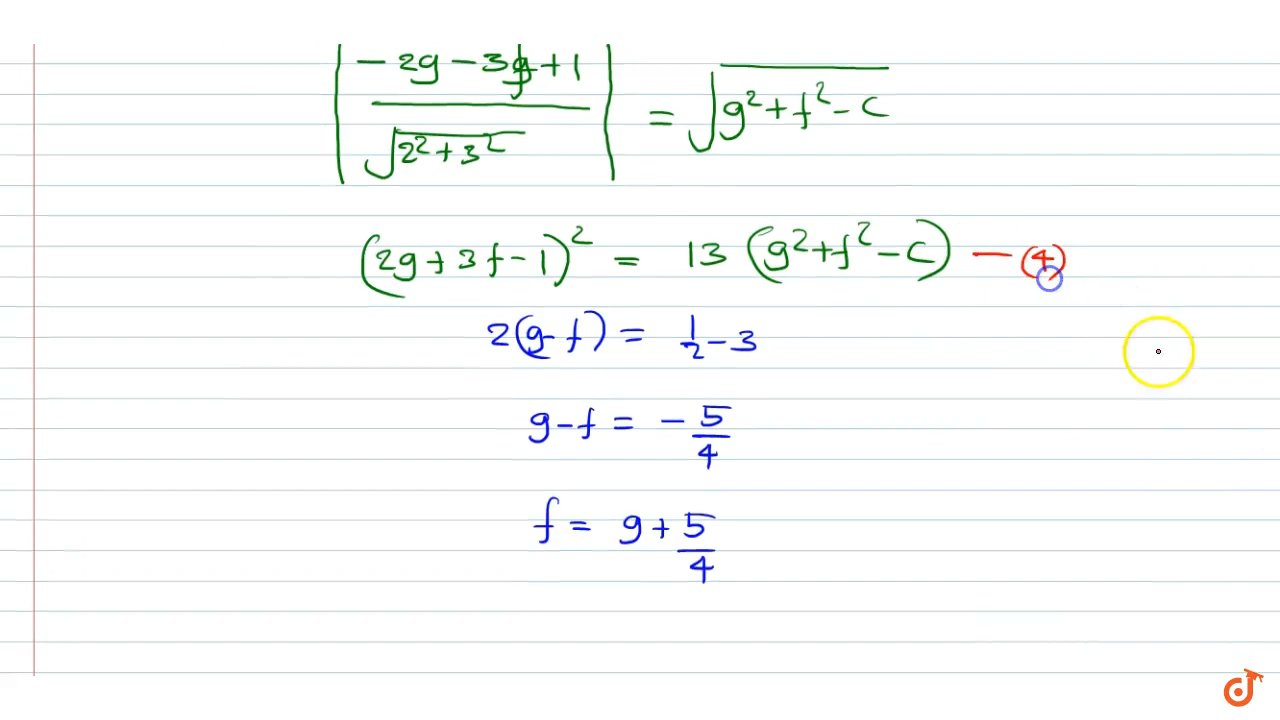 | (-2g - 3f + 1) / √(2² + 3²) | = √(g² + f² - c)
(2g + 3f - 1)² = 13 (g² + f² - c) — (4)
2(g - f) = 1/2 - 3
g - f = - 5/4
f = g + 5/4